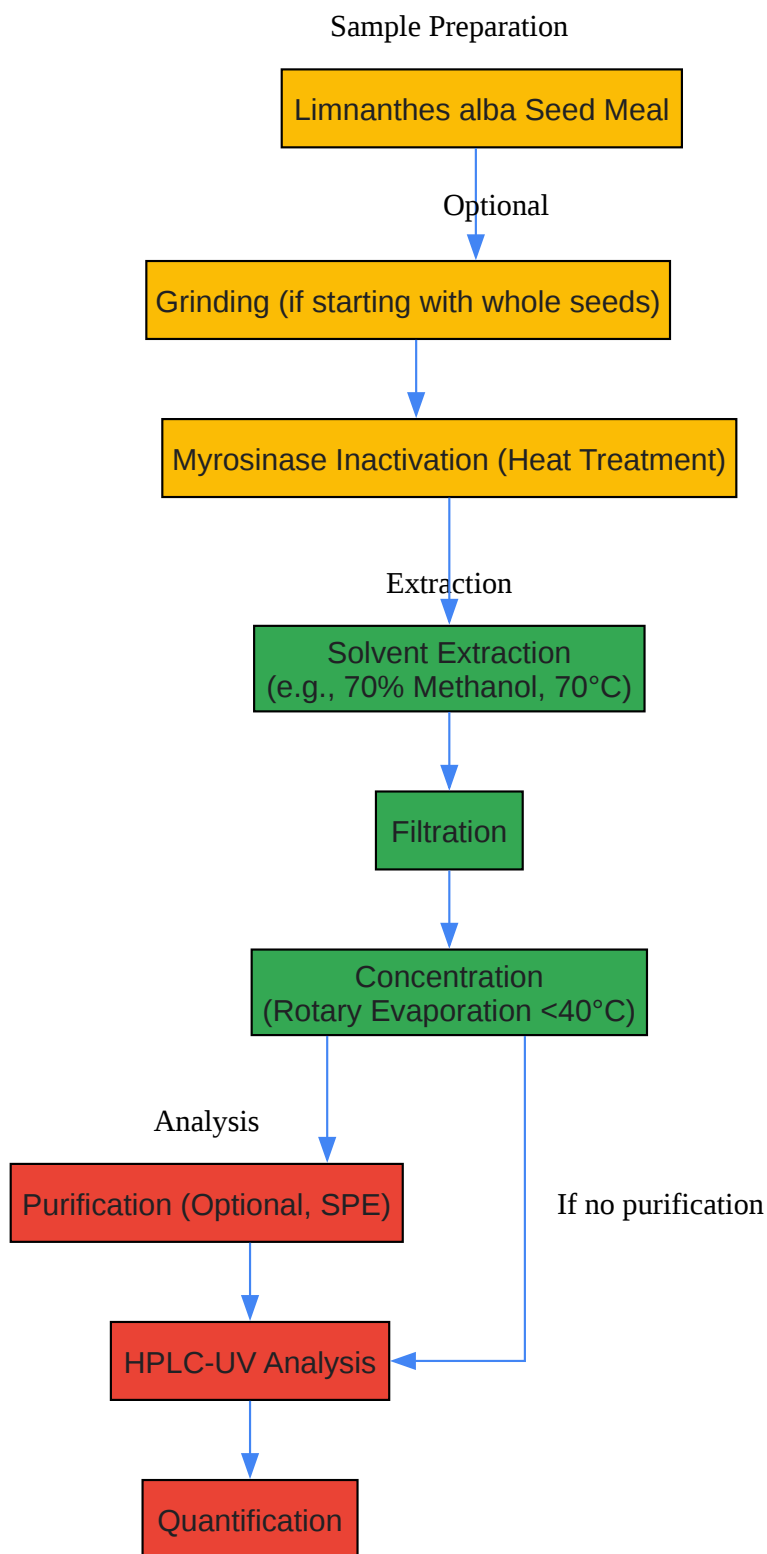 Sample Preparation
Limnanthes alba Seed Meal
Optional
Grinding (if starting with whole seeds)
Myrosinase Inactivation (Heat Treatment)
Extraction
Solvent Extraction
(e.g., 70% Methanol, 70°C)
Filtration
Concentration
(Rotary Evaporation <40°C)
Analysis
Purification (Optional, SPE)
If no purification
HPLC-UV Analysis
Quantification